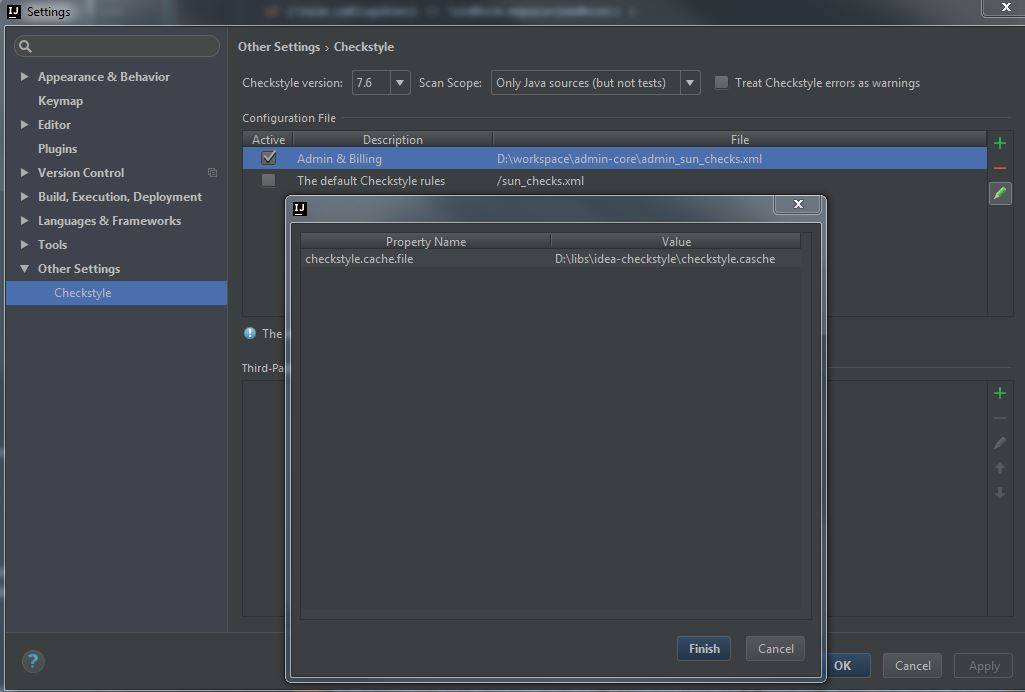 IJ Settings
x
Other Settings › Checkstyle
Appearance & Behavior
Keymap
Editor
Plugins
Version Control
Build, Execution, Deployment
Languages & Frameworks
Tools
Other Settings
Checkstyle
Checkstyle version: 7.6 Scan Scope: Only Java sources (but not tests) Treat Checkstyle errors as warnings
Configuration File
Active Description File
Admin & Billing D:\workspace\admin-core\admin_sun_checks.xml
The default Checkstyle rules /sun_checks.xml
The
Third-Pa
IJ x
Property Name Value
checkstyle.cache.file D:\libs\idea-checkstyle\checkstyle.casche
Finish Cancel
? OK Cancel Apply